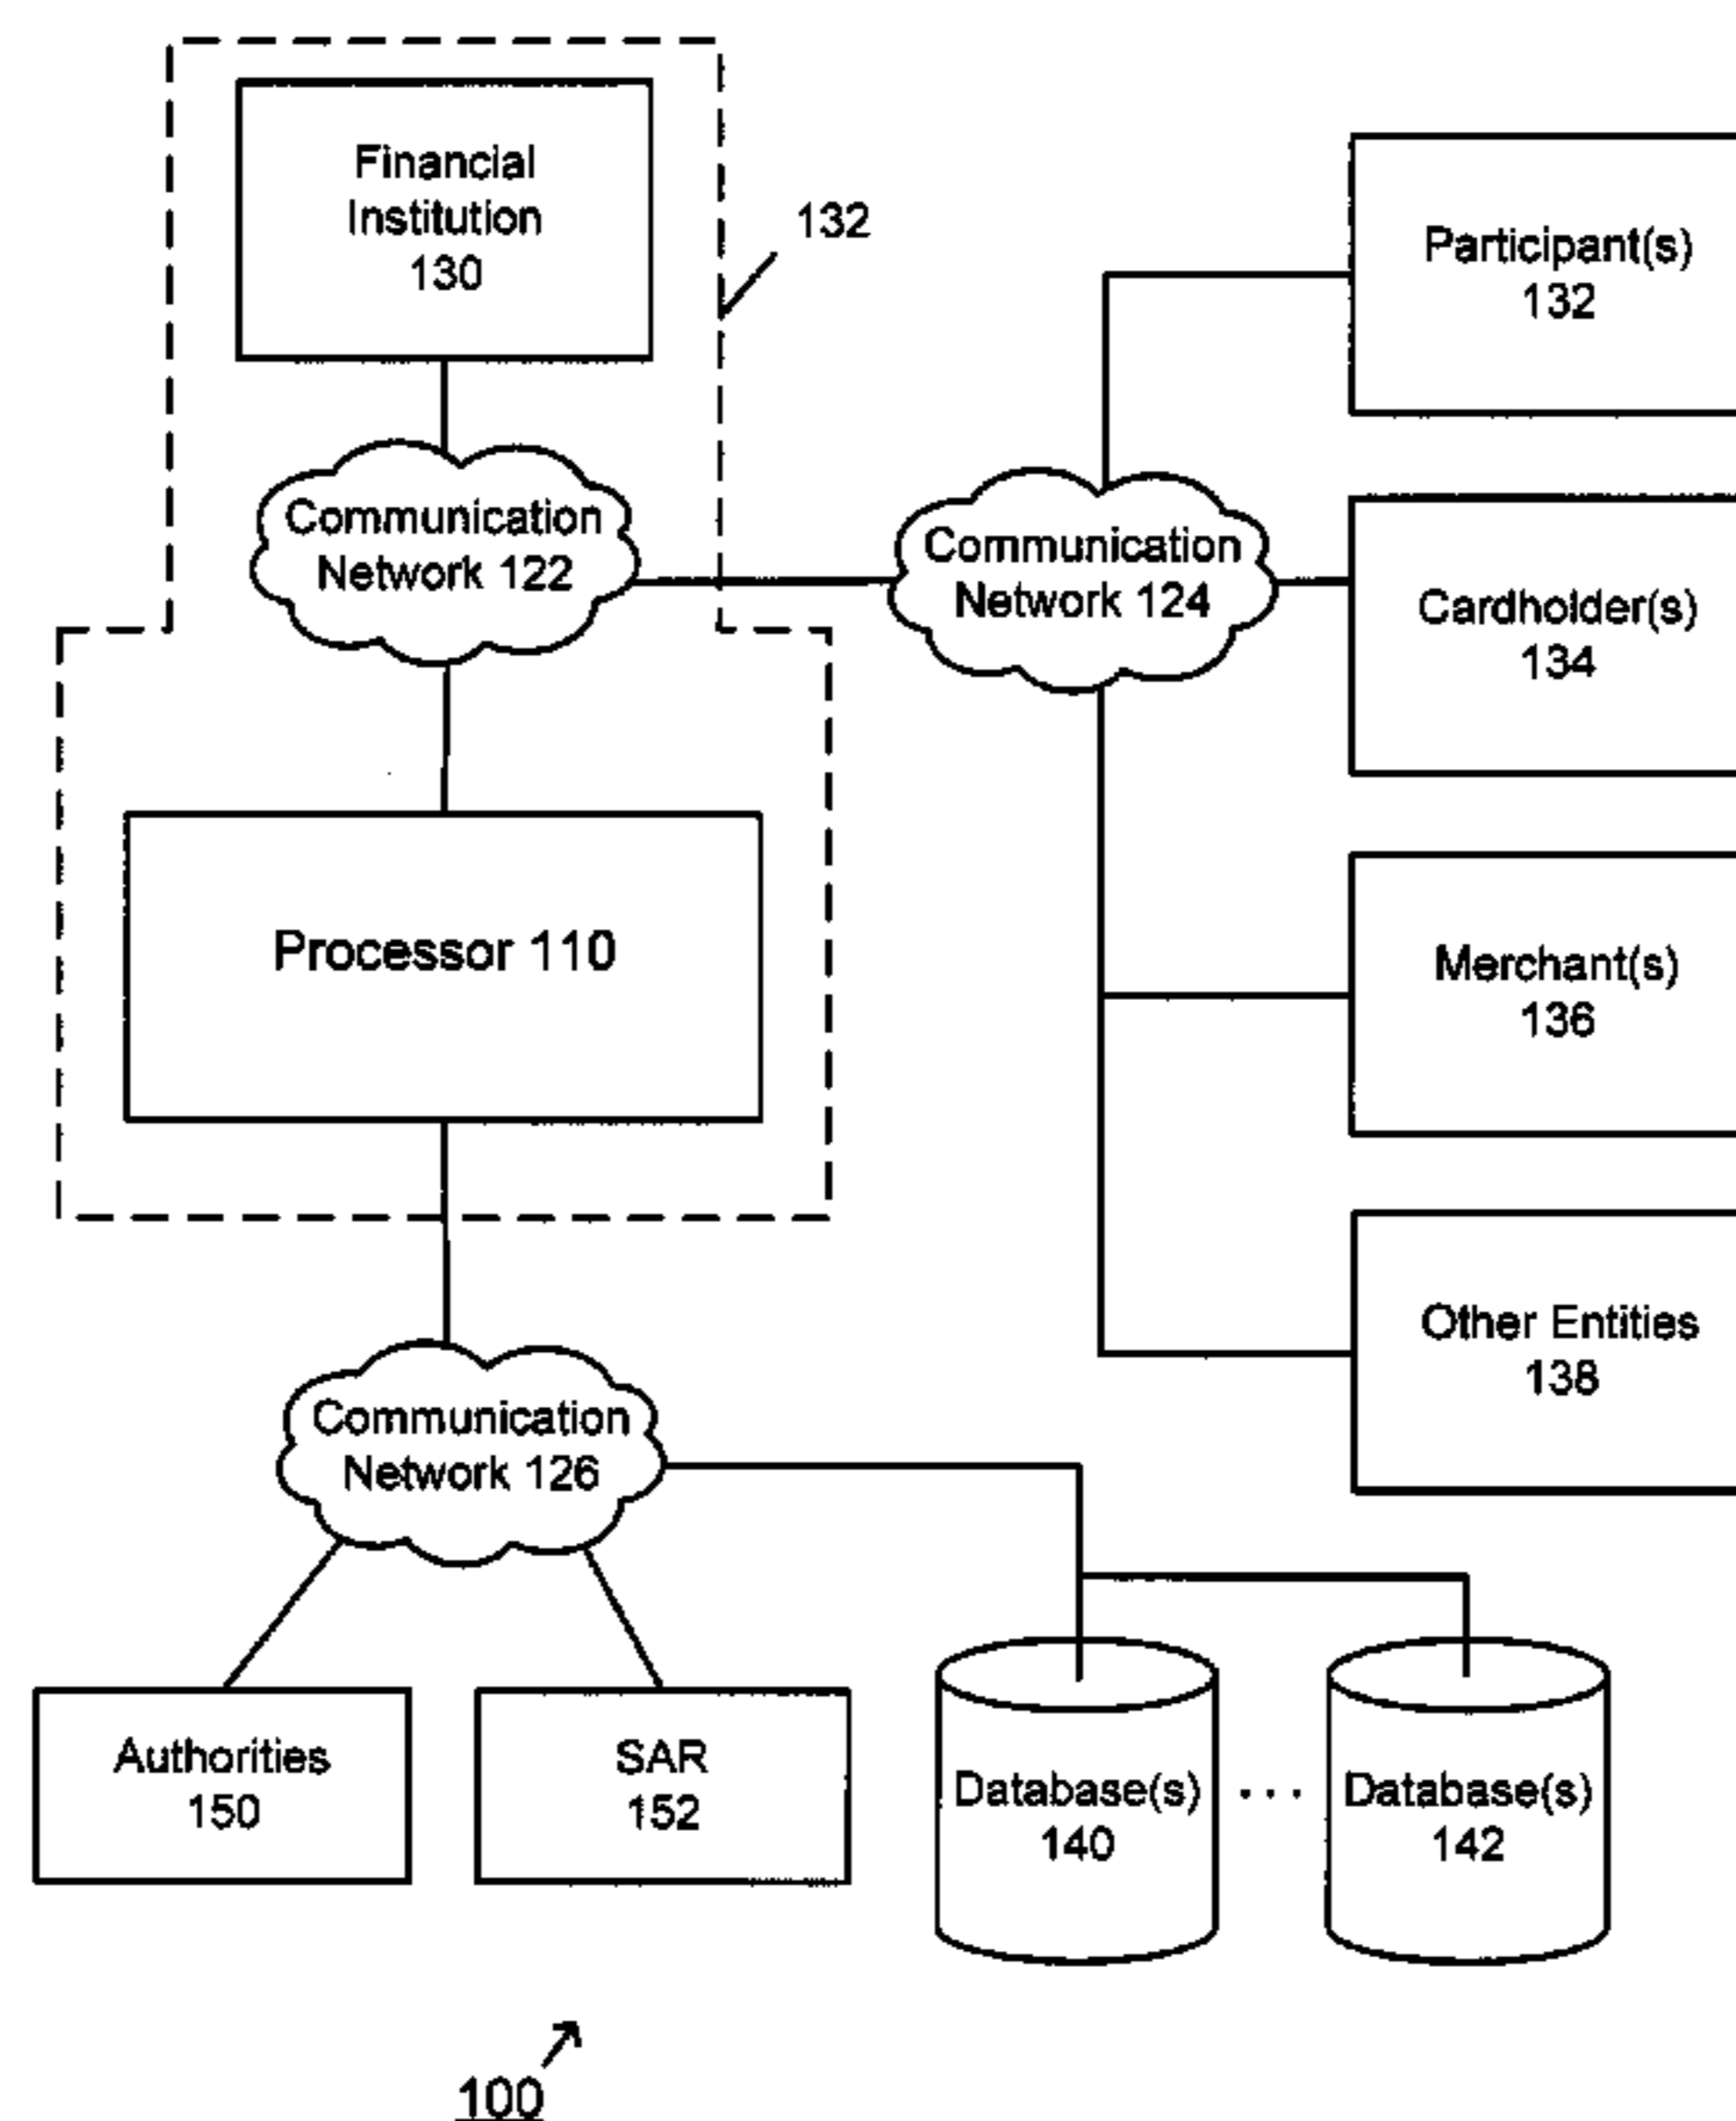 Financial
Institution
130
132
Participant(s)
132
Communication
Network 122
Communication
Network 124
Cardholder(s)
134
Processor 110
Merchant(s)
136
Other Entities
138
Communication
Network 126
Authorities
150
SAR
152
Database(s)
140
. . .
Database(s)
142
100